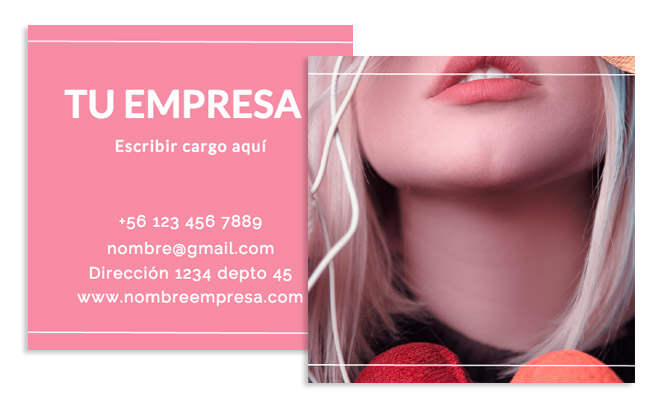 TU EMPRESA
Escribir cargo aquí
+56 123 456 7889
nombre@gmail.com
Dirección 1234 depto 45
www.nombreempresa.com